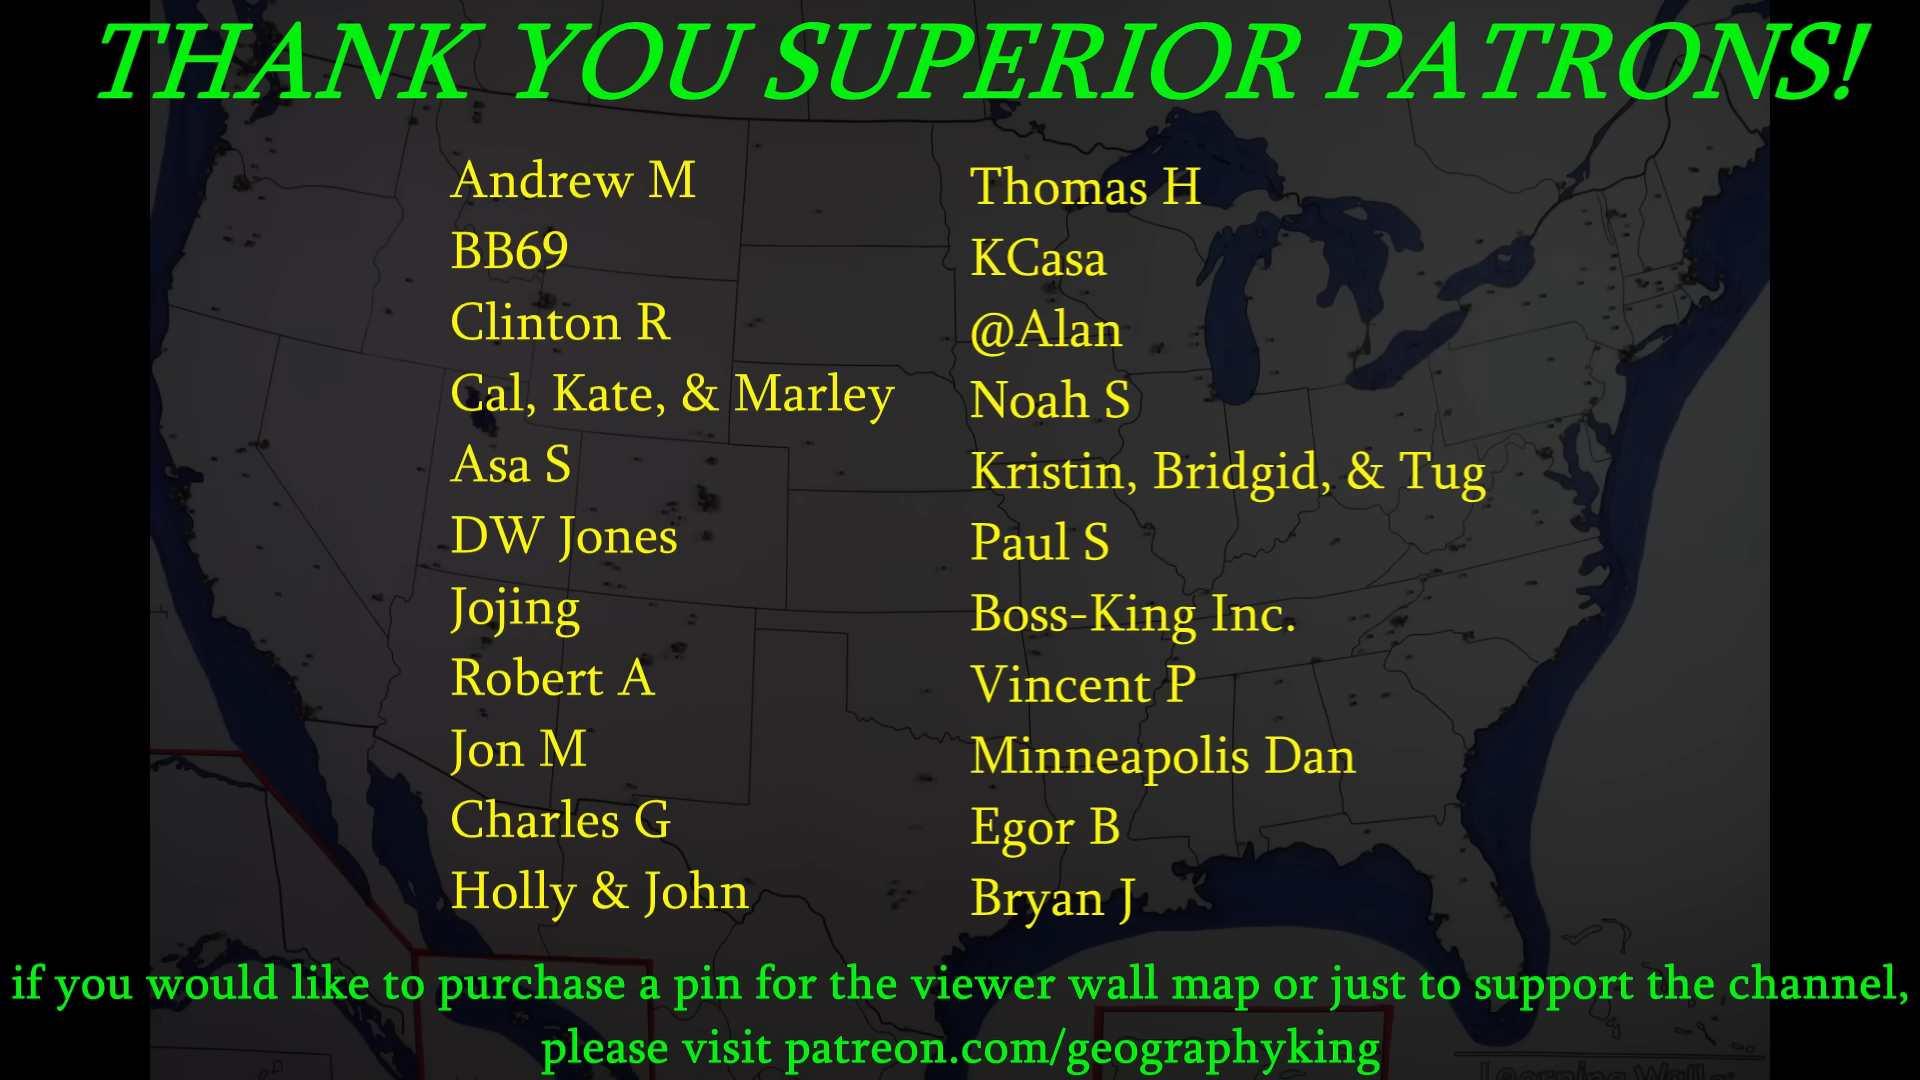 THANK YOU SUPERIOR PATRONS!
Andrew M
BB69
Clinton R
Cal, Kate, & Marley
Asa S
DW Jones
Jojing
Robert A
Jon M
Charles G
Holly & John
Thomas H
KCasa
@Alan
Noah S
Kristin, Bridgid, & Tug
Paul S
Boss-King Inc.
Vincent P
Minneapolis Dan
Egor B
Bryan J
if you would like to purchase a pin for the viewer wall map or just to support the channel,
please visit patreon.com/geographyking